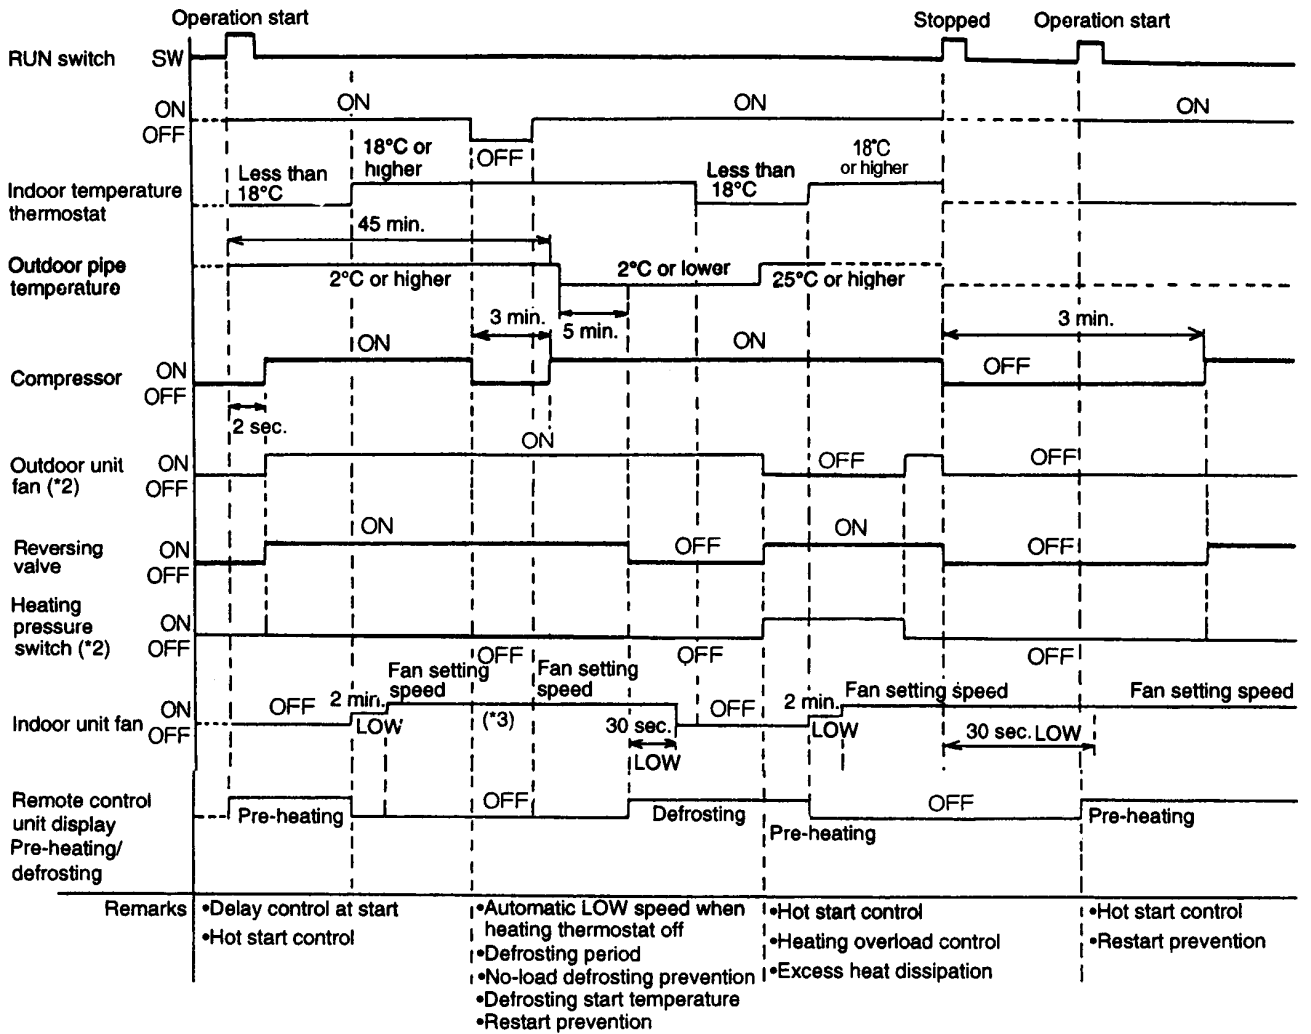 Operation start
Stopped
Operation start
RUN switch SW
ON
ON
ON
ON
OFF
OFF
18°C or
higher
18°C
or higher
Less than
18°C
Less than
18°C
Indoor temperature
thermostat
45 min.
Outdoor pipe
temperature
2°C or higher
2°C or lower
25°C or higher
3 min.
5 min.
3 min.
ON
ON
Compressor
ON
OFF
OFF
2 sec.
ON
Outdoor unit
fan (*2)
ON
OFF
OFF
OFF
ON
ON
Reversing
valve
ON
OFF
OFF
OFF
Heating
pressure
switch (*2)
ON
OFF
OFF
OFF
OFF
Fan setting
speed
Fan setting
speed
Fan setting speed
Fan setting speed
Indoor unit fan
ON
OFF
OFF
2 min.
LOW
(*3)
30 sec.
LOW
OFF
2 min.
LOW
30 sec. LOW
Remote control
unit display
Pre-heating/
defrosting
Pre-heating
OFF
Defrosting
Pre-heating
OFF
Pre-heating
Remarks
•Delay control at start
•Hot start control
•Automatic LOW speed when
heating thermostat off
•Defrosting period
•No-load defrosting prevention
•Defrosting start temperature
•Restart prevention
•Hot start control
•Heating overload control
•Excess heat dissipation
•Hot start control
•Restart prevention